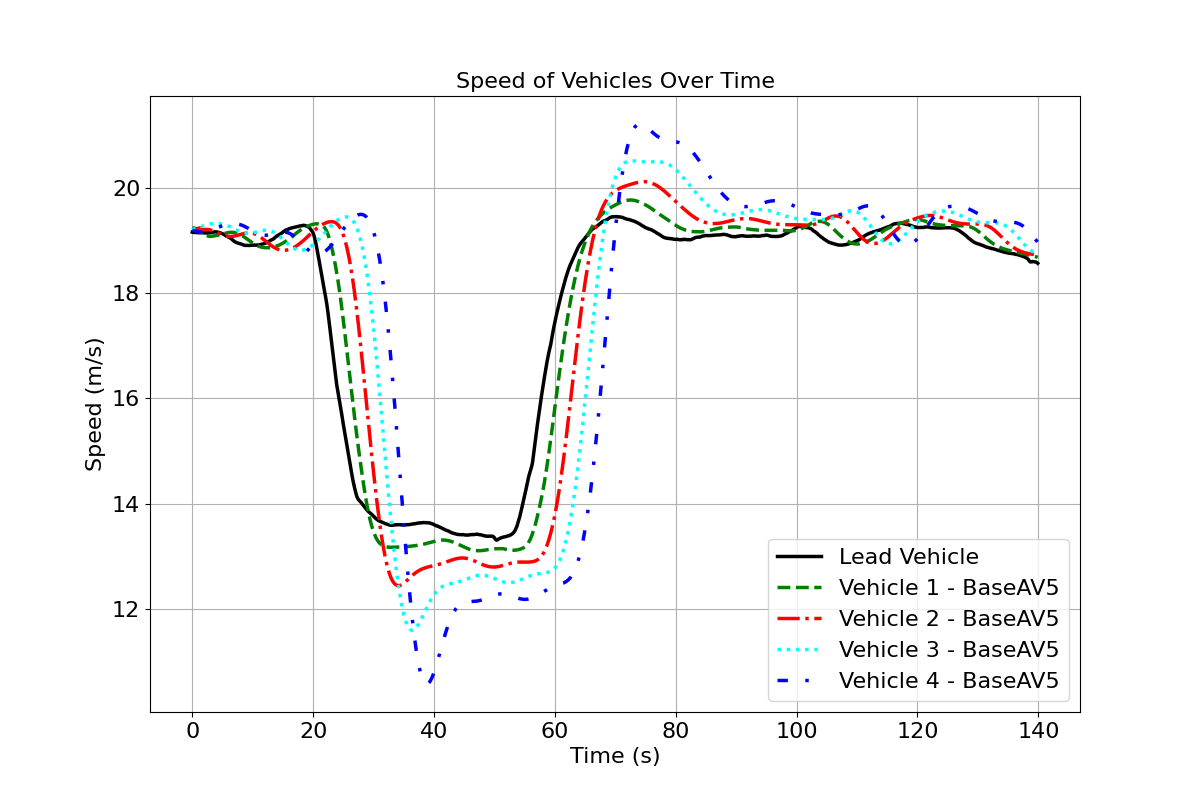 Speed of Vehicles Over Time
Speed (m/s)
20
18
16
14
12
0 20 40 60 80 100 120 140
Time (s)
Lead Vehicle
Vehicle 1 - BaseAV5
Vehicle 2 - BaseAV5
Vehicle 3 - BaseAV5
Vehicle 4 - BaseAV5